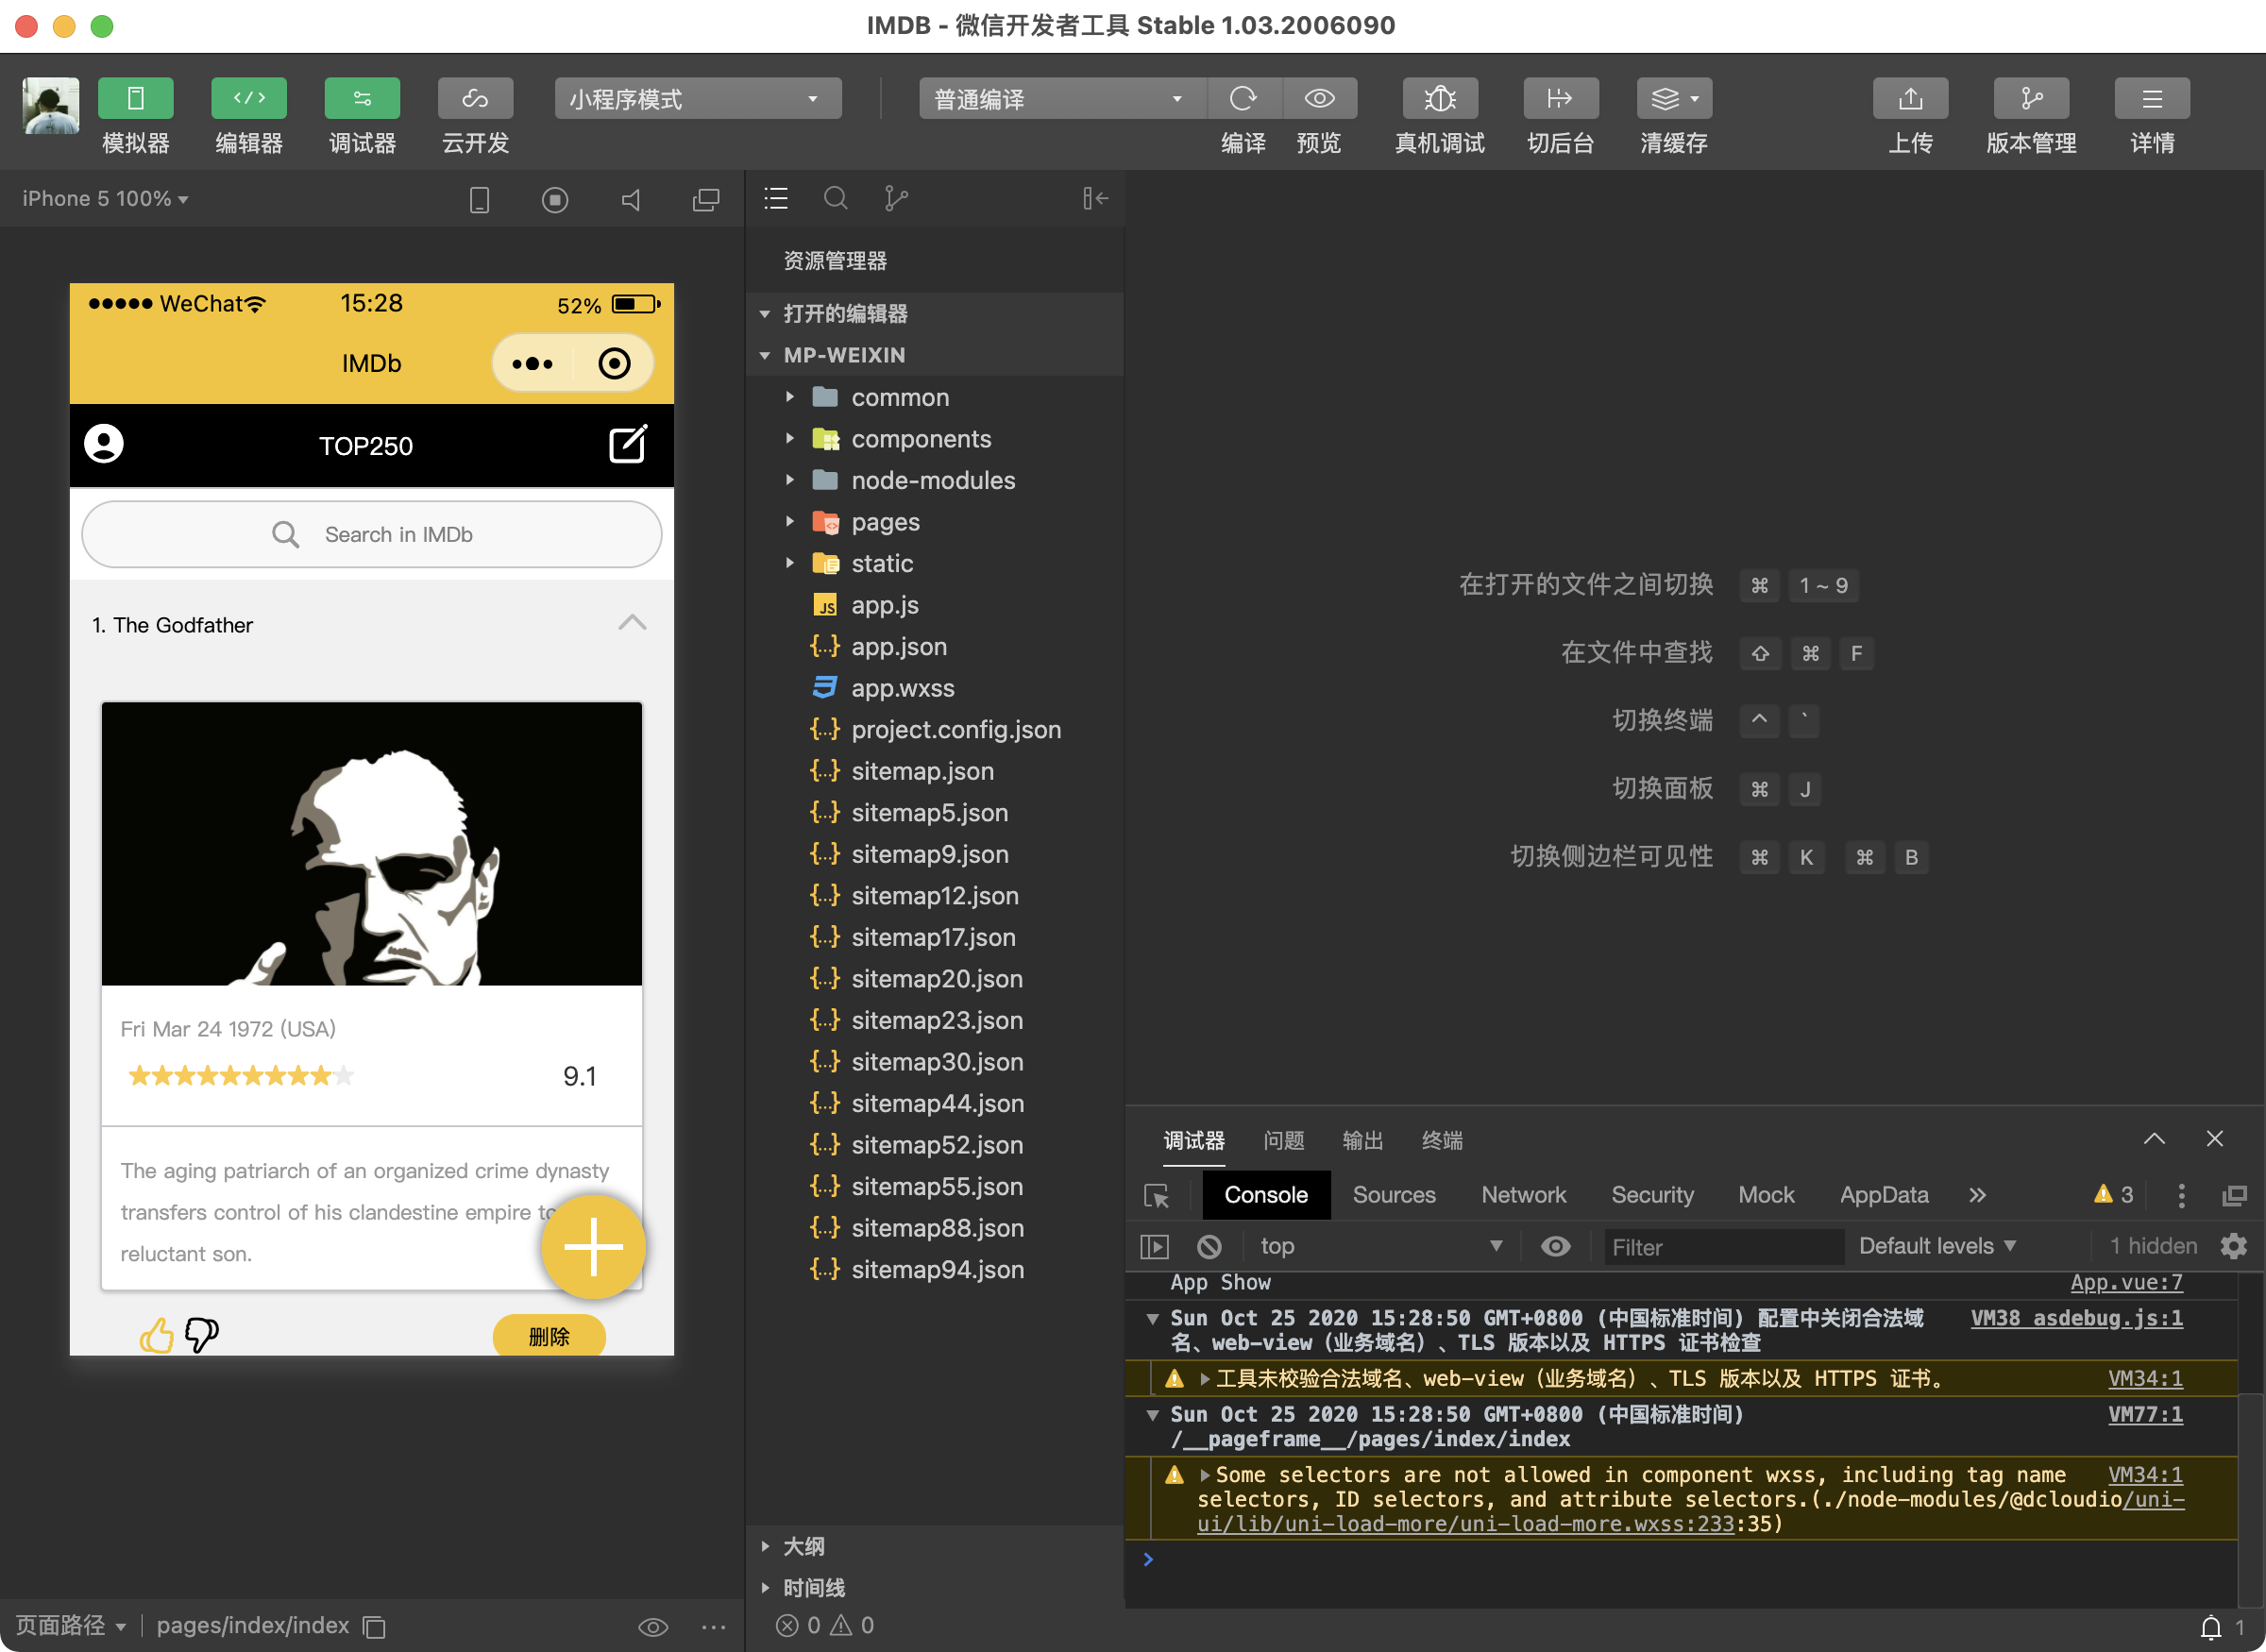 IMDB - 微信开发者工具 Stable 1.03.2006090
模拟器
编辑器
调试器
云开发
小程序模式
普通编译
编译
预览
真机调试
切后台
清缓存
上传
版本管理
详情
iPhone 5 100%
WeChat
15:28
52%
IMDb
TOP250
Search in IMDb
1. The Godfather
Fri Mar 24 1972 (USA)
9.1
The aging patriarch of an organized crime dynasty
transfers control of his clandestine empire to
reluctant son.
删除
页面路径
pages/index/index
资源管理器
打开的编辑器
MP-WEIXIN
common
components
node-modules
pages
static
JS app.js
{..} app.json
app.wxss
{..} project.config.json
{..} sitemap.json
{..} sitemap5.json
{..} sitemap9.json
{..} sitemap12.json
{..} sitemap17.json
{..} sitemap20.json
{..} sitemap23.json
{..} sitemap30.json
{..} sitemap44.json
{..} sitemap52.json
{..} sitemap55.json
{..} sitemap88.json
{..} sitemap94.json
大纲
时间线
0 0
在打开的文件之间切换 ⌘ 1 ~ 9
在文件中查找 ⇧ ⌘ F
切换终端 ^ `
切换面板 ⌘ J
切换侧边栏可见性 ⌘ K ⌘ B
调试器 问题 输出 终端
Console Sources Network Security Mock AppData » 3
top Filter Default levels 1 hidden
App Show App.vue:7
Sun Oct 25 2020 15:28:50 GMT+0800 (中国标准时间) 配置中关闭合法域 VM38 asdebug.js:1
名、web-view（业务域名）、TLS 版本以及 HTTPS 证书检查
工具未校验合法域名、web-view（业务域名）、TLS 版本以及 HTTPS 证书。 VM34:1
Sun Oct 25 2020 15:28:50 GMT+0800 (中国标准时间) VM77:1
/__pageframe__/pages/index/index
Some selectors are not allowed in component wxss, including tag name VM34:1
selectors, ID selectors, and attribute selectors.(./node-modules/@dcloudio/uni-
ui/lib/uni-load-more/uni-load-more.wxss:233:35)
1